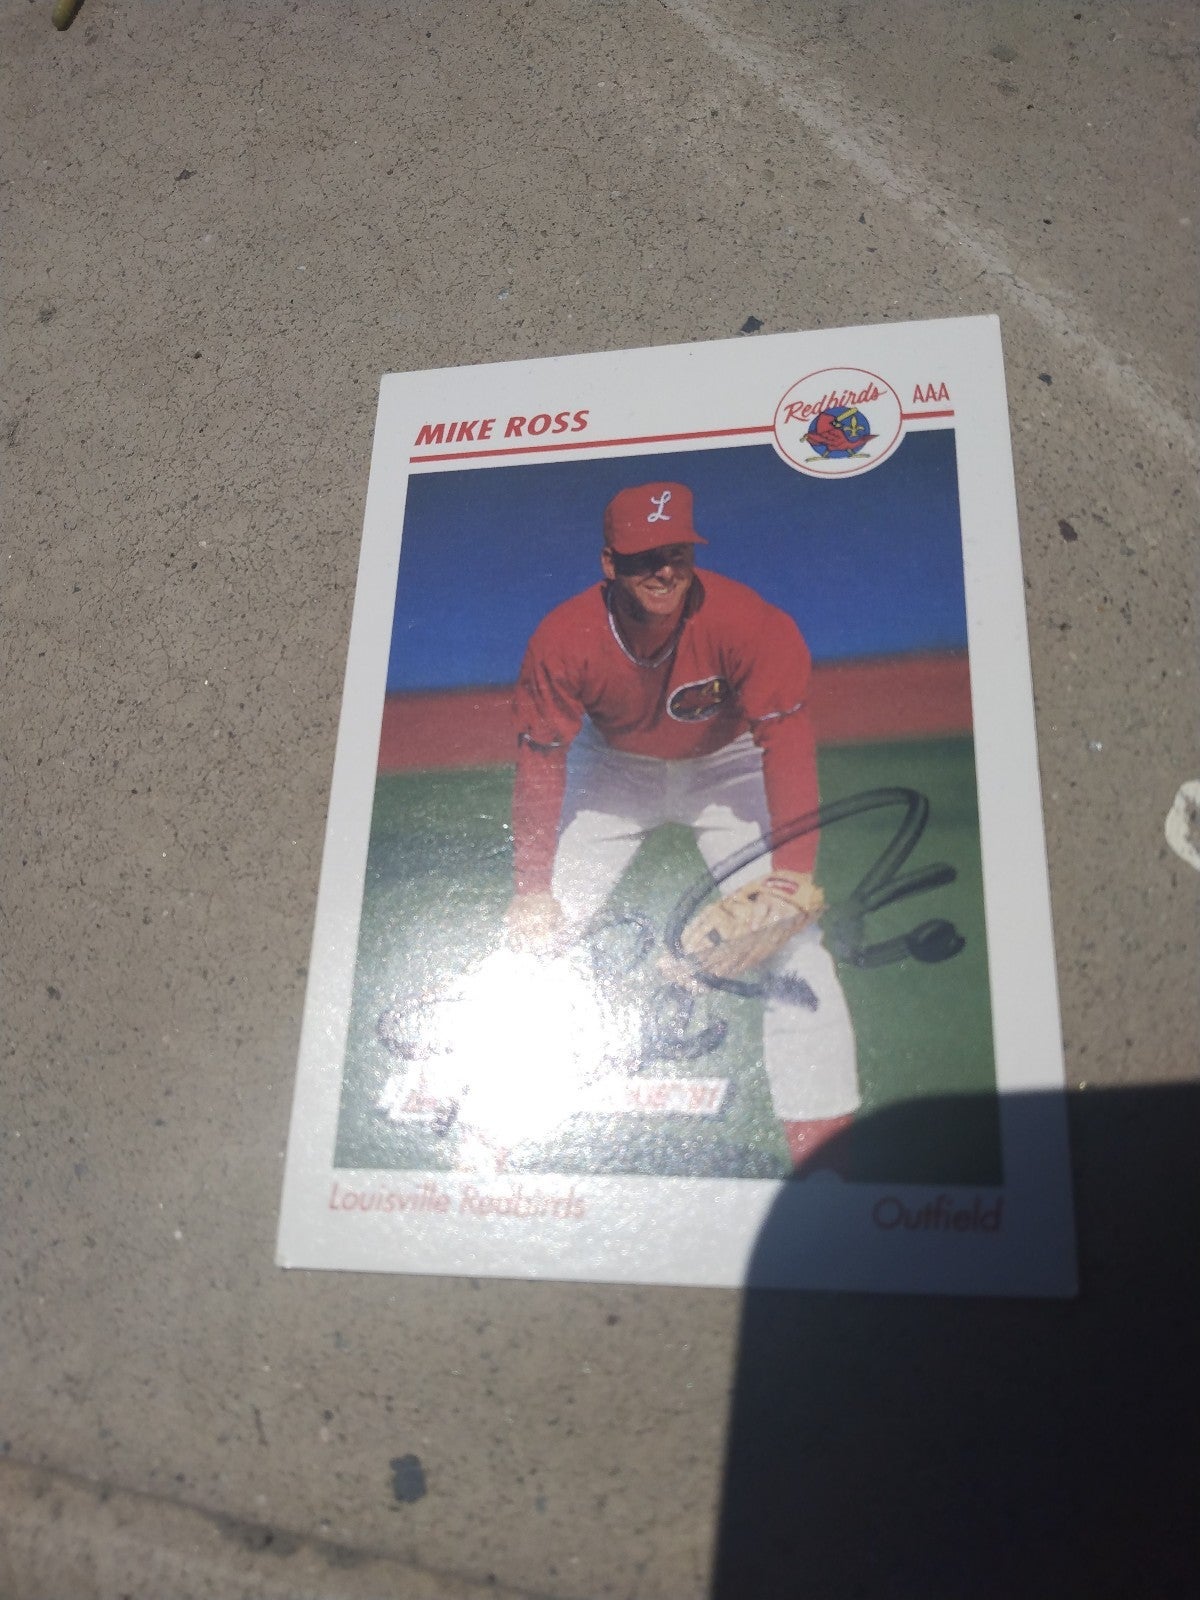 MIKE ROSS
Redbirds
AAA
L
Louisville Redbirds
Outfield